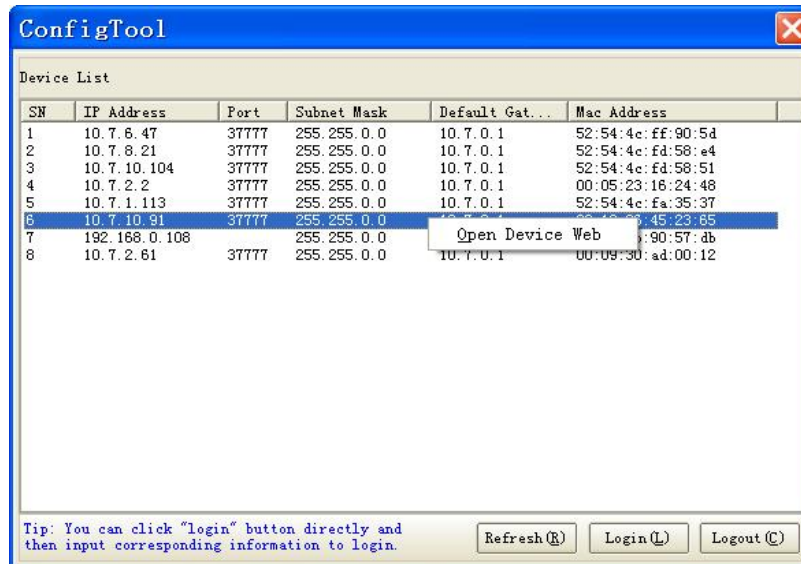 ConfigTool
Device List
SN IP Address Port Subnet Mask Default Gat... Mac Address
1 10.7.6.47 37777 255.255.0.0 10.7.0.1 52:54:4c:ff:90:5d
2 10.7.8.21 37777 255.255.0.0 10.7.0.1 52:54:4c:fd:58:e4
3 10.7.10.104 37777 255.255.0.0 10.7.0.1 52:54:4c:fd:58:51
4 10.7.2.2 37777 255.255.0.0 10.7.0.1 00:05:23:16:24:48
5 10.7.1.113 37777 255.255.0.0 10.7.0.1 52:54:4c:fa:35:37
6 10.7.10.91 37777 255.255.0.0 :45:23:65
Open Device Web
7 192.168.0.108 255.255.0.0 :90:57:db
8 10.7.2.61 37777 255.255.0.0 10.7.0.1 00:09:30:ad:00:12
Tip: You can click "login" button directly and
then input corresponding information to login.
Refresh(R) Login(L) Logout(C)